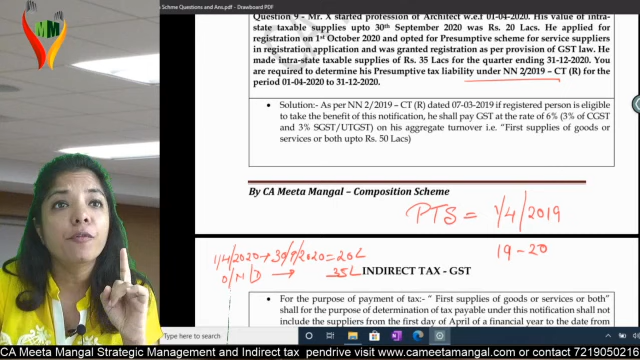 Schme Questions and Ans..pdf - Drawboard PDF
Question 9 - Mr. X started profession of Architect w.e.f 01-04-2020. His value of intra-
state taxable supplies upto 30th September 2020 was Rs. 20 Lacs. He applied for
registration on 1st October 2020 and opted for Presumptive scheme for service suppliers
in registration application and was granted registration as per provision of GST law. He
made intra-state taxable supplies of Rs. 35 Lacs for the quarter ending 31-12-2020. You
are required to determine his Presumptive tax liability under NN 2/2019 – CT (R) for the
period 01-04-2020 to 31-12-2020.
• Solution:- As per NN 2/2019 – CT (R) dated 07-03-2019 if registered person is eligible
to take the benefit of this notification, he shall pay GST at the rate of 6% (3% of CGST
and 3% SGST/UTGST) on his aggregate turnover i.e. "First supplies of goods or
services or both upto Rs. 50 Lacs)
By CA Meeta Mangal – Composition Scheme
PTS = 1/4/2019
19-20
1/4/2020 → 30/9/2020 = 20L
O/N/D → 35L
INDIRECT TAX - GST
• For the purpose of payment of tax:- " First supplies of goods or services or both"
shall for the purpose of determination of tax payable under this notification shall not
include the suppliers from the first day of April of a financial year to the date from
Type here to search
CA Meeta Mangal Strategic Management and Indirect tax pendrive visit www.cameetamangal.com or contact 7219050216